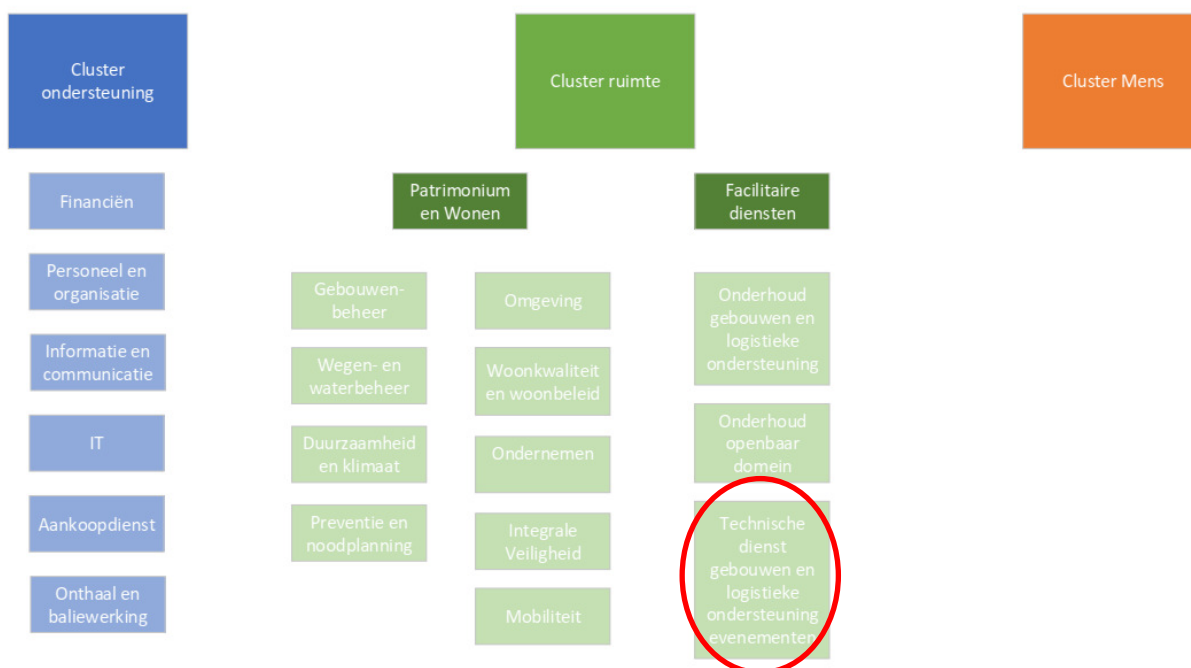 Cluster
ondersteuning
Cluster ruimte
Cluster Mens
Financiën
Personeel en
organisatie
Informatie en
communicatie
IT
Aankoopdienst
Onthaal en
baliewerking
Patrimonium
en Wonen
Gebouwen-
beheer
Wegen- en
waterbeheer
Duurzaamheid
en klimaat
Preventie en
noodplanning
Omgeving
Woonkwaliteit
en woonbeleid
Ondernemen
Integrale
Veiligheid
Mobiliteit
Facilitaire
diensten
Onderhoud
gebouwen en
logistieke
ondersteuning
Onderhoud
openbaar
domein
Technische
dienst
gebouwen en
logistieke
ondersteuning
evenementen